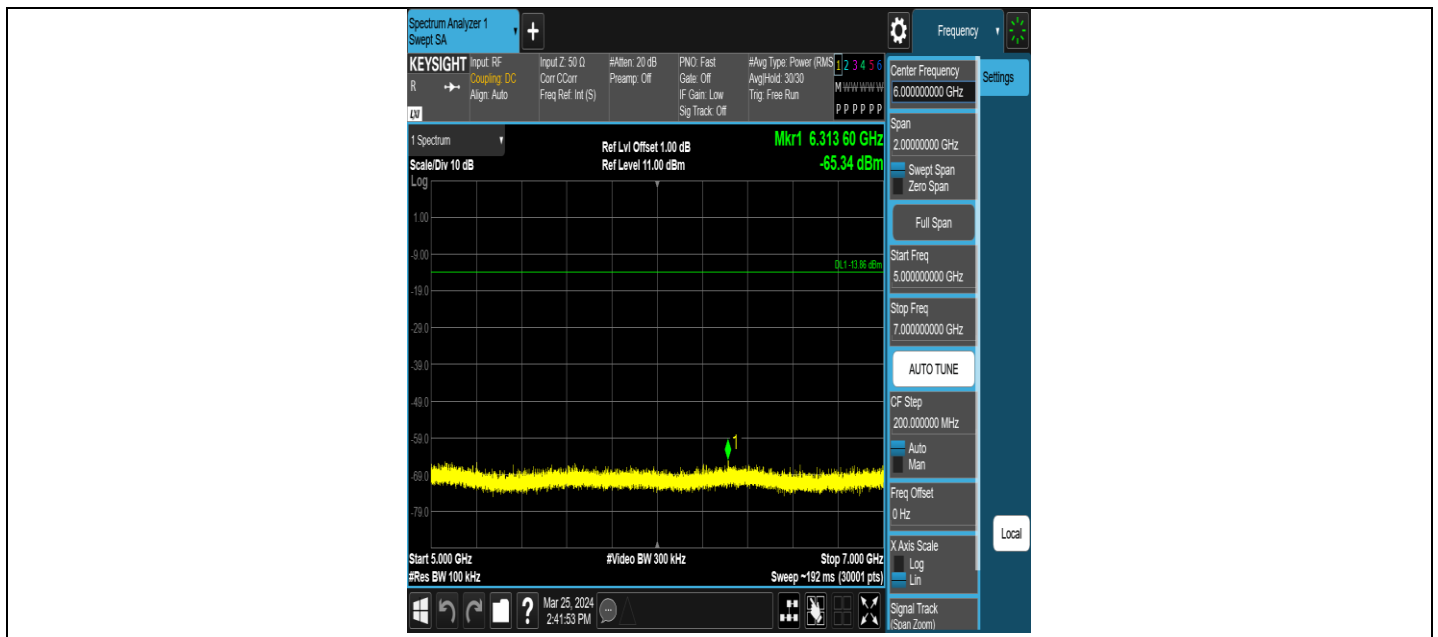 Spectrum Analyzer 1
Swept SA
+
Frequency
KEYSIGHT
R
LXI
Input: RF
Coupling: DC
Align: Auto
Input Z: 50 Ω
Corr CCorr
Freq Ref: Int (S)
#Atten: 20 dB
Preamp: Off
PNO: Fast
Gate: Off
IF Gain: Low
Sig Track: Off
#Avg Type: Power (RMS
Avg|Hold: 30/30
Trig: Free Run
1 2 3 4 5 6
M W W W W W
P P P P P P
1 Spectrum
Scale/Div 10 dB
Log
Ref Lvl Offset 1.00 dB
Ref Level 11.00 dBm
Mkr1 6.313 60 GHz
-65.34 dBm
1.00
-9.00
DL1 -13.86 dBm
-19.0
-29.0
-39.0
-49.0
-59.0
1
-69.0
-79.0
Start 5.000 GHz
#Video BW 300 kHz
Stop 7.000 GHz
#Res BW 100 kHz
Sweep ~192 ms (30001 pts)
?
Mar 25, 2024
2:41:53 PM
Center Frequency
6.000000000 GHz
Settings
Span
2.00000000 GHz
Swept Span
Zero Span
Full Span
Start Freq
5.000000000 GHz
Stop Freq
7.000000000 GHz
AUTO TUNE
CF Step
200.000000 MHz
Auto
Man
Freq Offset
0 Hz
X Axis Scale
Log
Lin
Signal Track
(Span Zoom)
Local